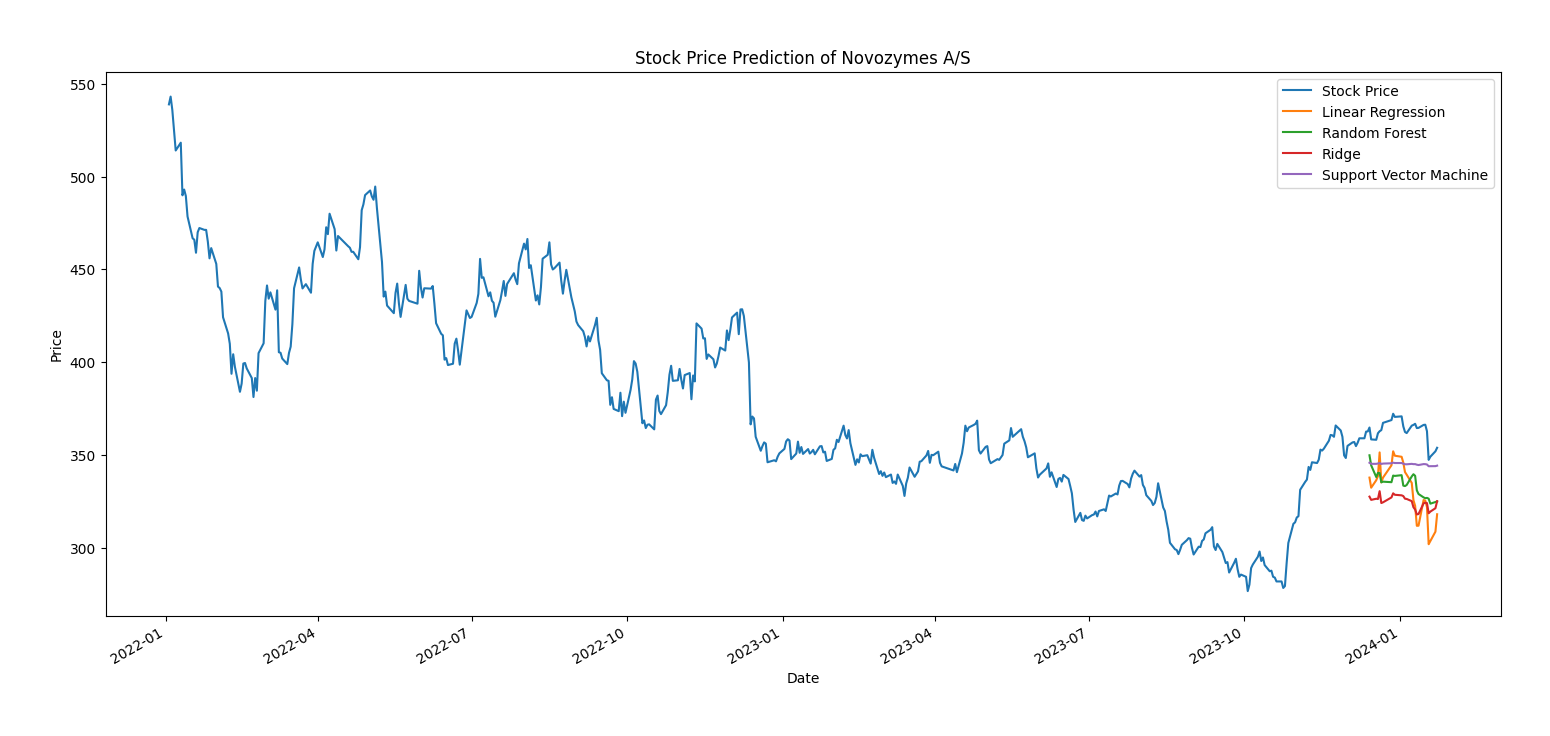 Stock Price Prediction of Novozymes A/S
Stock Price
Linear Regression
Random Forest
Ridge
Support Vector Machine
Price
550
500
450
400
350
300
2022-01
2022-04
2022-07
2022-10
2023-01
2023-04
2023-07
2023-10
2024-01
Date